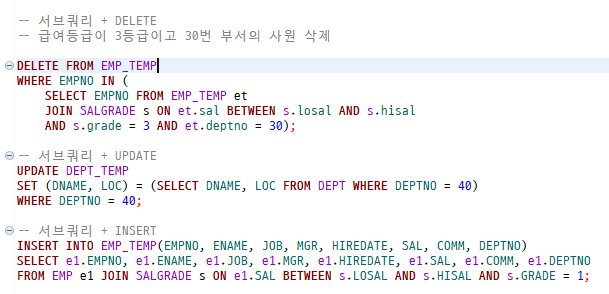 -- 서브쿼리 + DELETE
-- 급여등급이 3등급이고 30번 부서의 사원 삭제
DELETE FROM EMP_TEMP
WHERE EMPNO IN (
SELECT EMPNO FROM EMP_TEMP et
JOIN SALGRADE s ON et.sal BETWEEN s.losal AND s.hisal
AND s.grade = 3 AND et.deptno = 30);
-- 서브쿼리 + UPDATE
UPDATE DEPT_TEMP
SET (DNAME, LOC) = (SELECT DNAME, LOC FROM DEPT WHERE DEPTNO = 40)
WHERE DEPTNO = 40;
-- 서브쿼리 + INSERT
INSERT INTO EMP_TEMP(EMPNO, ENAME, JOB, MGR, HIREDATE, SAL, COMM, DEPTNO)
SELECT e1.EMPNO, e1.ENAME, e1.JOB, e1.MGR, e1.HIREDATE, e1.SAL, e1.COMM, e1.DEPTNO
FROM EMP e1 JOIN SALGRADE s ON e1.SAL BETWEEN s.LOSAL AND s.HISAL AND s.GRADE = 1;